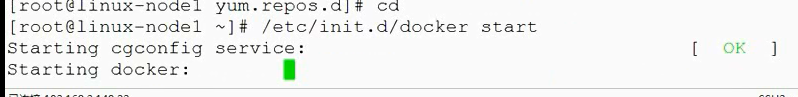 [root@linux-node1 yum.repos.d]# cd
[root@linux-node1 ~]# /etc/init.d/docker start
Starting cgconfig service: [ OK ]
Starting docker: